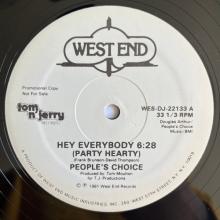 WEST END
Promotional Copy
Not For Sale
WES-DJ-22133 A
33 1/3 RPM
tom n' jerry
Douglas Arthur/
People's Choice
Music/BMI
HEY EVERYBODY 6:28
(PARTY HEARTY)
(Frank Brunson-David Thompson)
PEOPLE'S CHOICE
Produced by Tom Moulton
by T.J. Productions
℗ 1981 West End Records